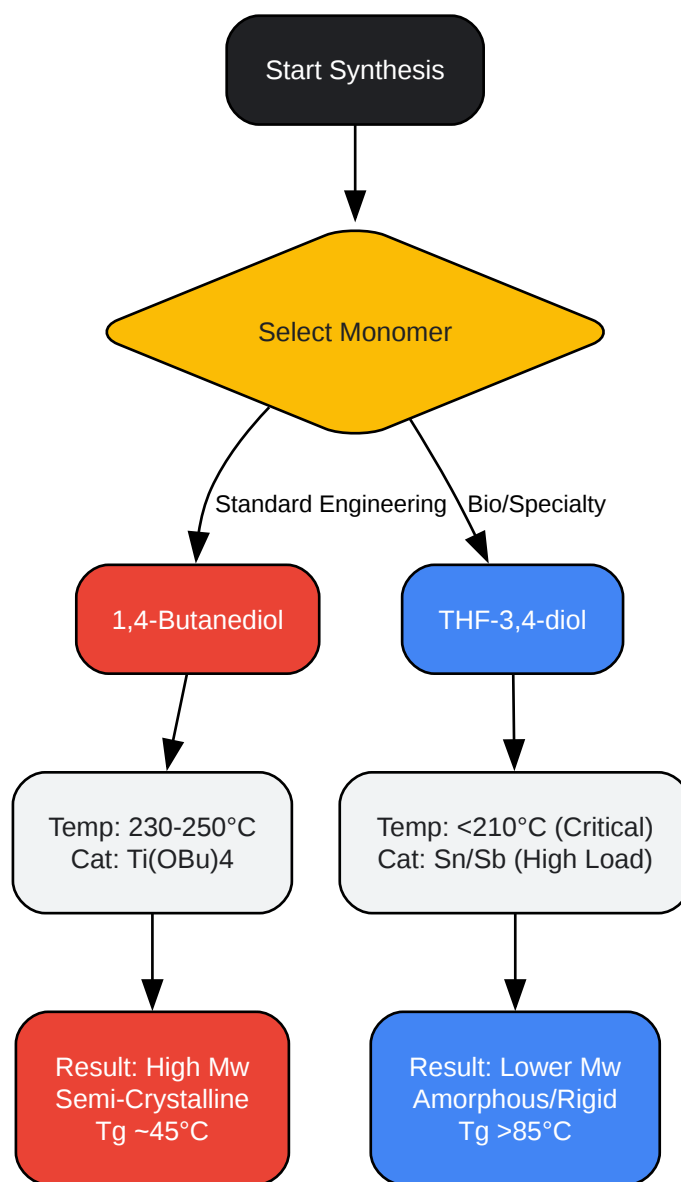 Start Synthesis
Select Monomer
Standard Engineering
Bio/Specialty
1,4-Butanediol
THF-3,4-diol
Temp: 230-250°C
Cat: Ti(OBu)4
Temp: <210°C (Critical)
Cat: Sn/Sb (High Load)
Result: High Mw
Semi-Crystalline
Tg ~45°C
Result: Lower Mw
Amorphous/Rigid
Tg >85°C